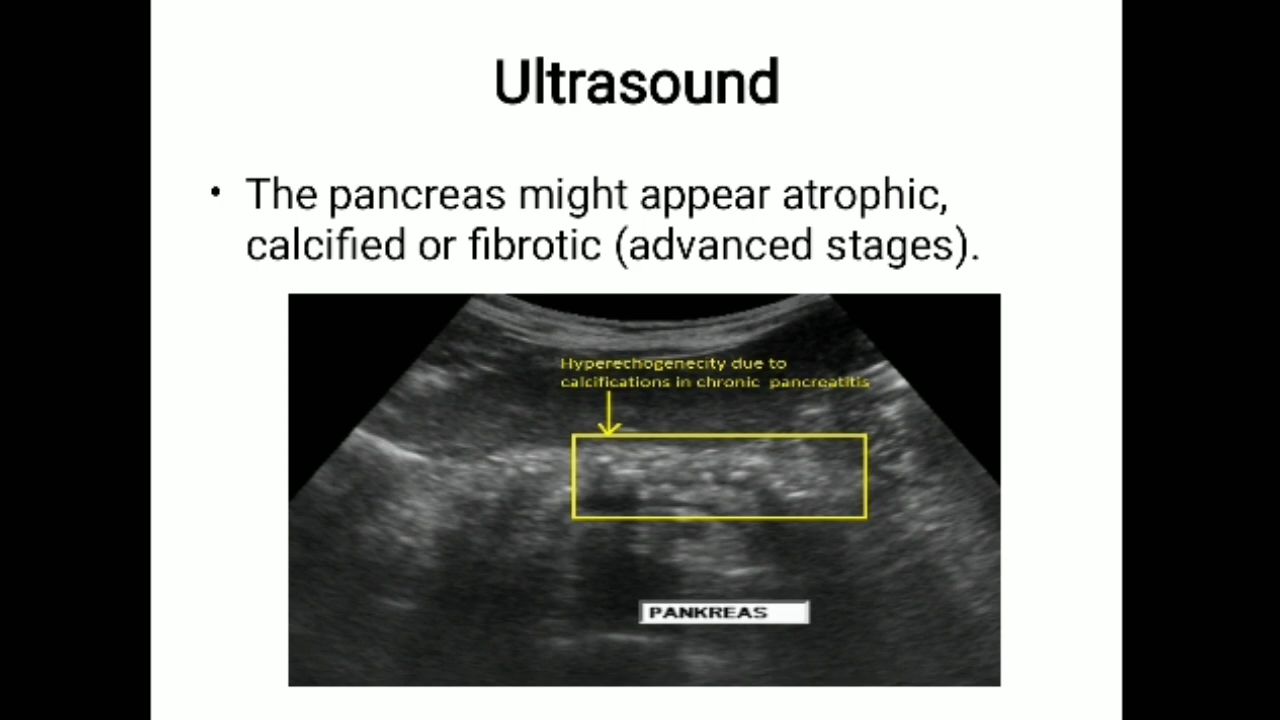 Ultrasound
• The pancreas might appear atrophic,
calcified or fibrotic (advanced stages).
Hyperechogenecity due to
calcifications in chronic pancreatitis
PANKREAS